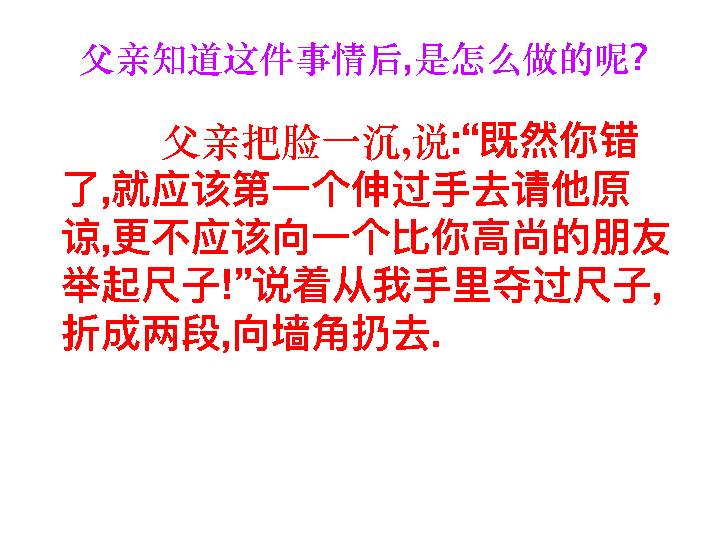 父亲知道这件事情后,是怎么做的呢?
父亲把脸一沉,说:“既然你错
了,就应该第一个伸过手去请他原
谅,更不应该向一个比你高尚的朋友
举起尺子!”说着从我手里夺过尺子,
折成两段,向墙角扔去.